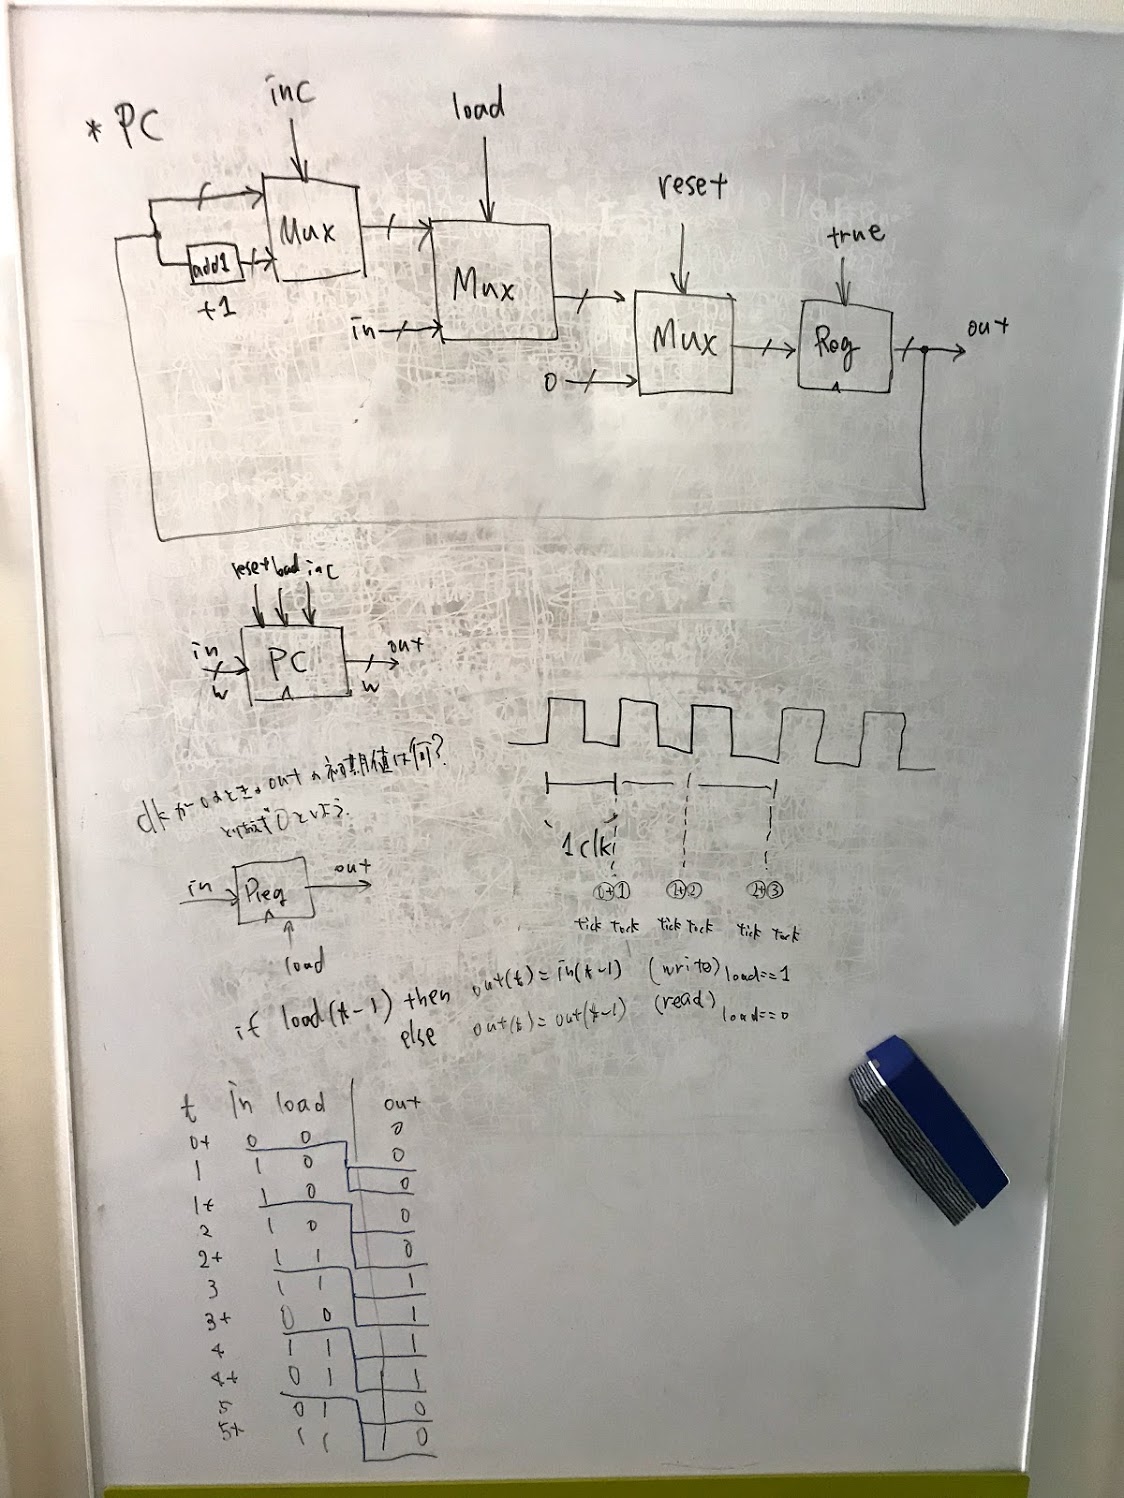 * PC
inc
load
reset
true
Mux
add1
+1
Mux
in
Mux
0
Reg
out
reset load inc
in
PC
out
w
w
clkが0のときのoutの初期値は何?
とりあえず0としよう.
1clk
0+ 1
1+ 2
2+ 3
tick tock tick tock tick tock
in
out
load
if load(t-1) then out(t) = in(t-1) (write) load==1
else out(t) = out(t-1) (read) load==0
t in load out
0+ 0 0 0
1 1 0 0
1+ 1 0 0
2 1 0 0
2+ 1 1 0
3 1 1 1
3+ 0 0 1
4 1 1 1
4+ 0 1 1
5 0 1 0
5+ 1 1 0